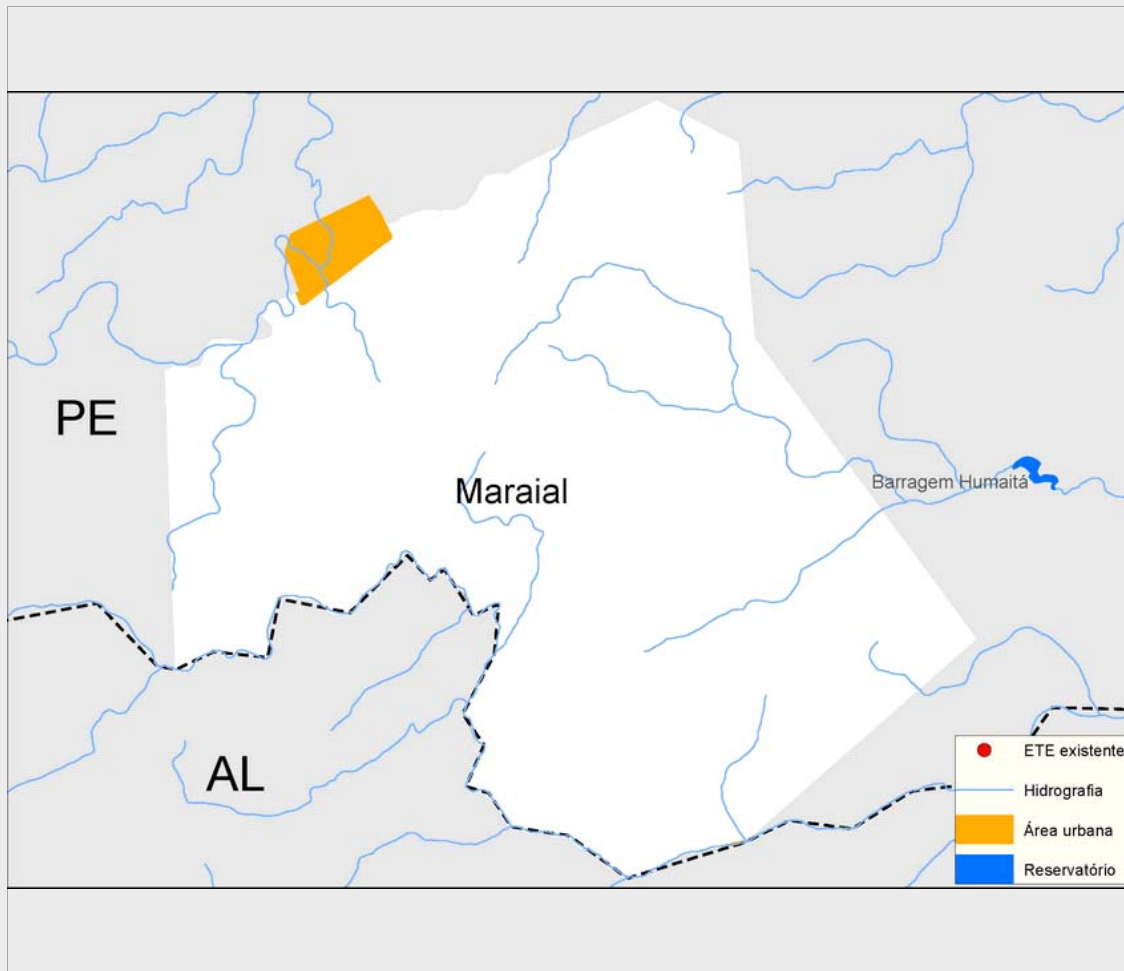 PE
Maraial
Barragem Humaitá
AL
ETE existente
Hidrografia
Área urbana
Reservatório